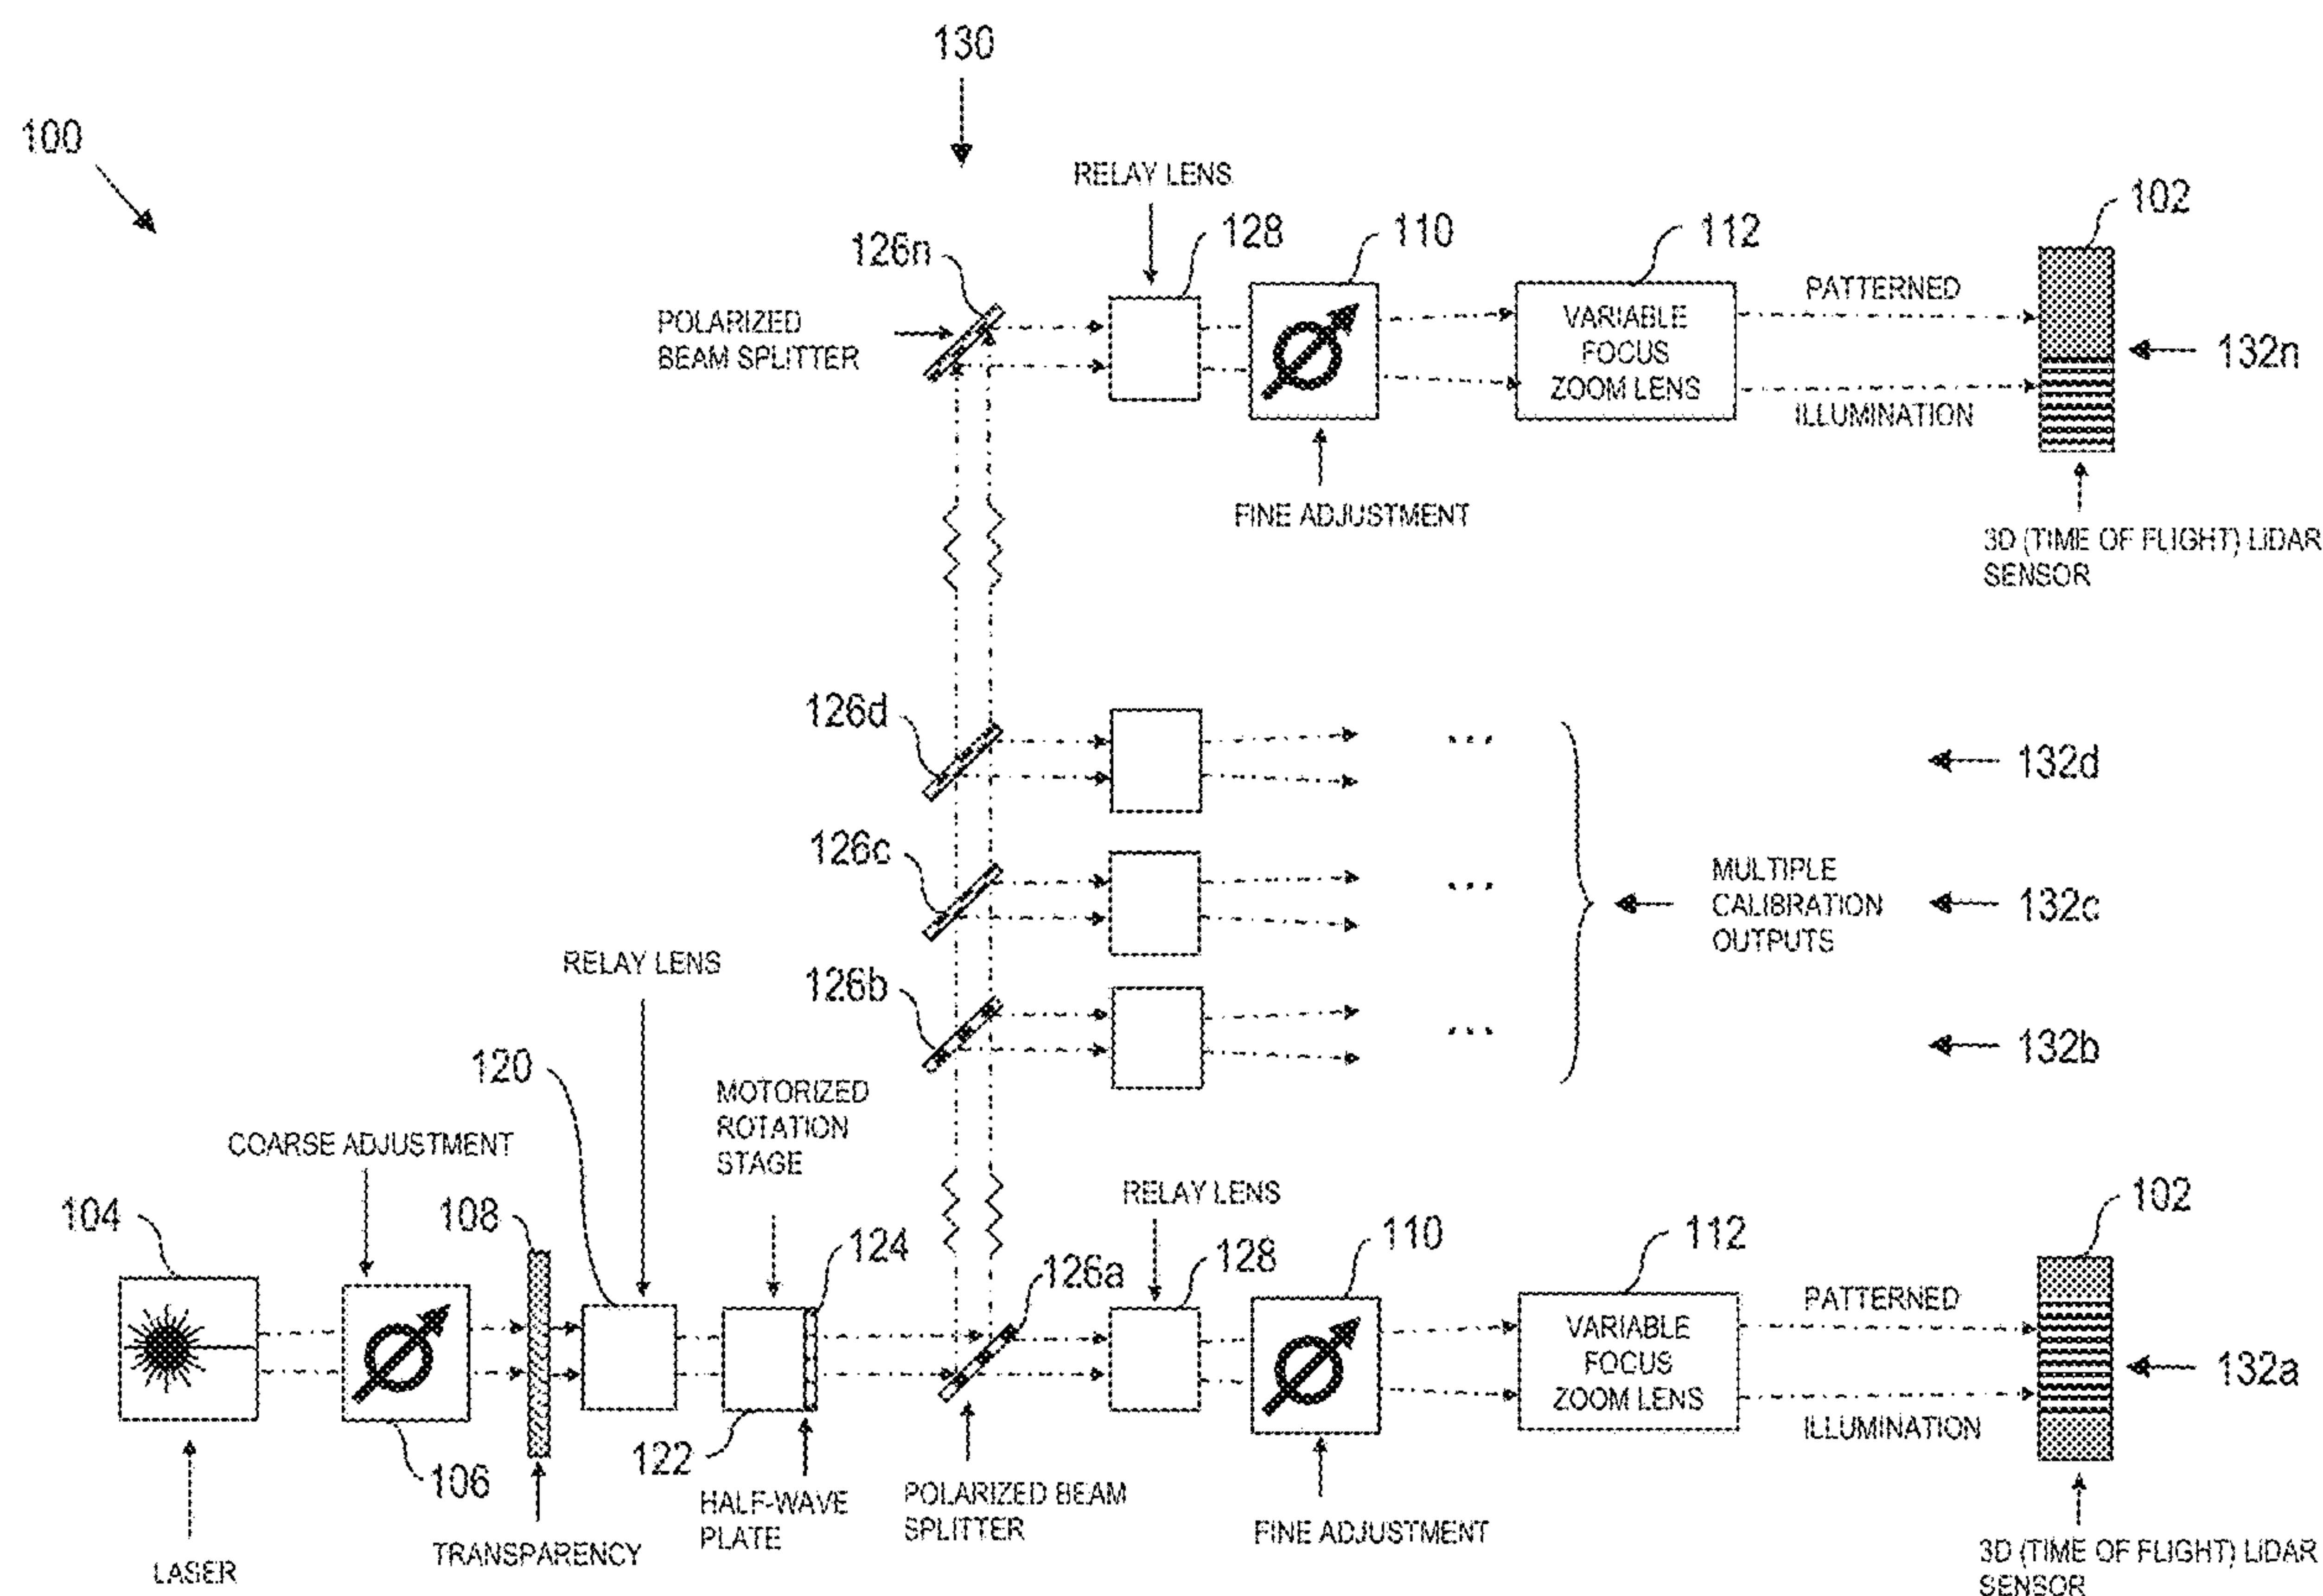 130
100
RELAY LENS
102
128
110
112
126n
PATTERNED
POLARIZED
BEAM SPLITTER
VARIABLE
FOCUS
ZOOM LENS
132n
ILLUMINATION
FINE ADJUSTMENT
3D (TIME OF FLIGHT) LiDAR
SENSOR
126d
...
132d
126c
...
MULTIPLE
CALIBRATION
OUTPUTS
132c
RELAY LENS
126b
...
132b
120
MOTORIZED
ROTATION
STAGE
COARSE ADJUSTMENT
RELAY LENS
104
108
124
126a
128
110
112
102
PATTERNED
VARIABLE
FOCUS
ZOOM LENS
132a
ILLUMINATION
106
122
HALF-WAVE
PLATE
POLARIZED BEAM
SPLITTER
FINE ADJUSTMENT
TRANSPARENCY
LASER
3D (TIME OF FLIGHT) LiDAR
SENSOR